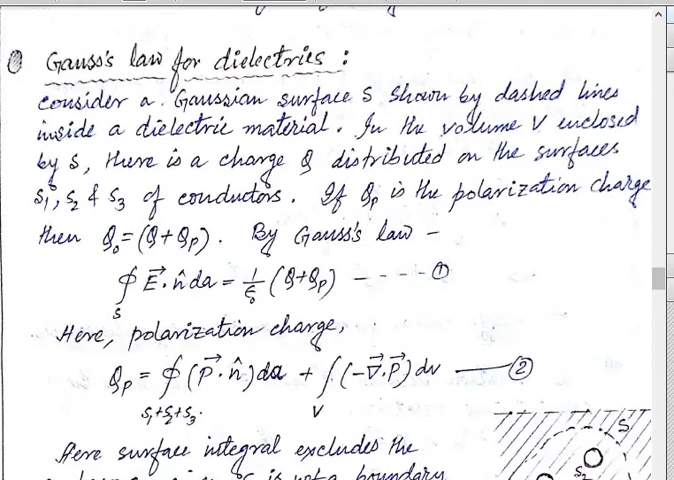 Gauss's law for dielectrics :
consider a Gaussian surface S shown by dashed lines
inside a dielectric material. In the volume V enclosed
by S, there is a charge Q distributed on the surfaces
S₁, S₂ & S₃ of conductors. If Qp is the polarization charge
then Q₀ = (Q+Qp). By Gauss's law –
∮ₛ E⃗·n̂ da = 1/ε₀ (Q+Qp) ---- ①
Here, polarization charge,
Qp = ∮ (P⃗·n̂) da + ∫ (-∇⃗·P⃗) dv —— ②
S₁+S₂+S₃. V
Here surface integral excludes the
S
S₂